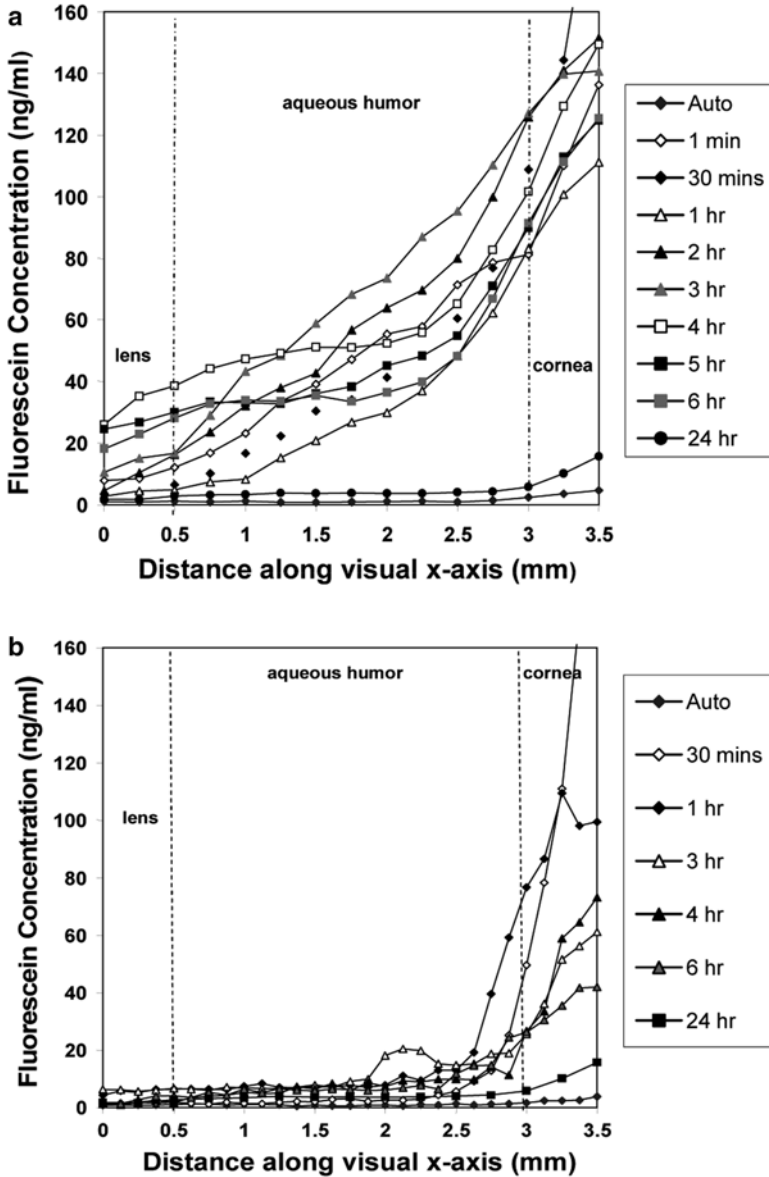 a
160
140
120
100
80
60
40
20
0
Fluorescein Concentration (ng/ml)
aqueous humor
lens
cornea
0 0.5 1 1.5 2 2.5 3 3.5
Distance along visual x-axis (mm)
Auto
1 min
30 mins
1 hr
2 hr
3 hr
4 hr
5 hr
6 hr
24 hr
b
160
140
120
100
80
60
40
20
0
Fluorescein Concentration (ng/ml)
aqueous humor
cornea
lens
0 0.5 1 1.5 2 2.5 3 3.5
Distance along visual x-axis (mm)
Auto
30 mins
1 hr
3 hr
4 hr
6 hr
24 hr